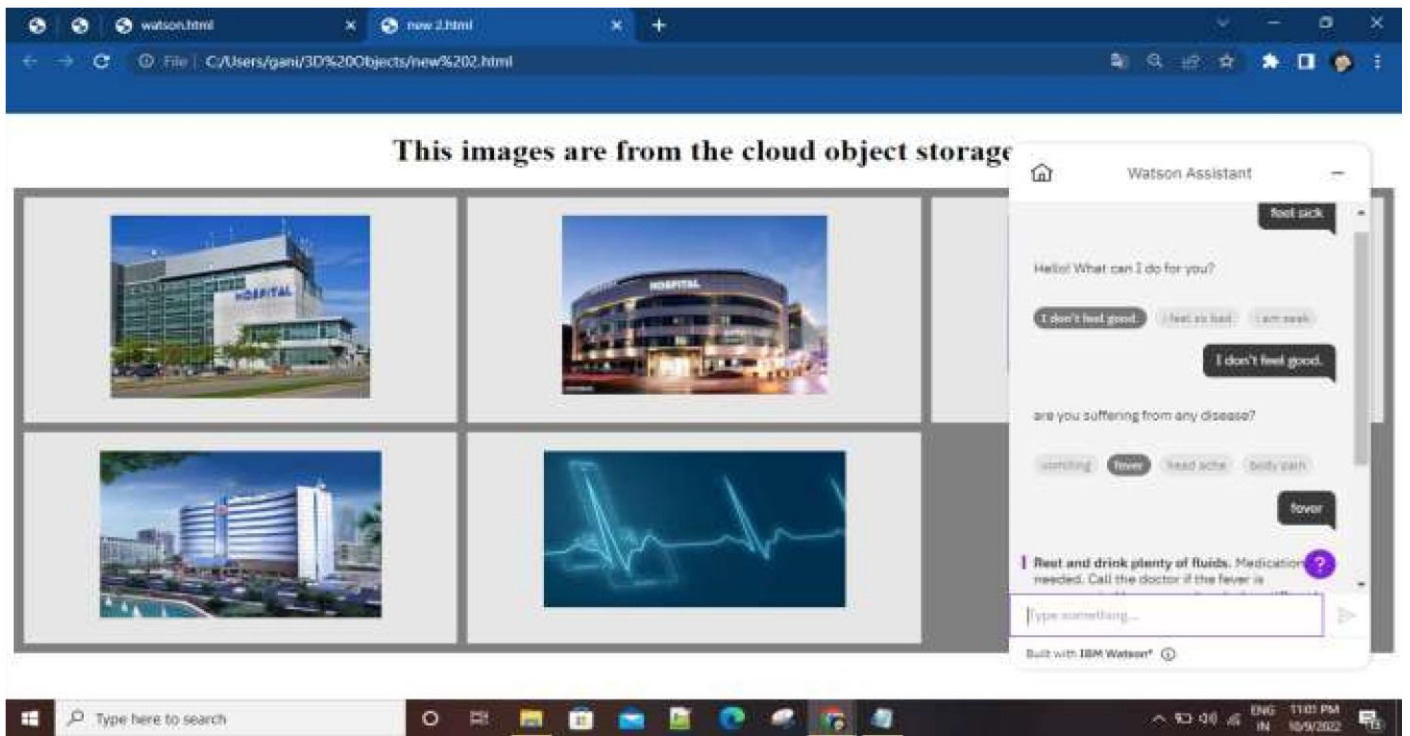 watson.html
new 2.html
File
C:/Users/gani/3D%20Objects/new%202.html
This images are from the cloud object storage
HOSPITAL
HOSPITAL
Watson Assistant
feel sick
Hello! What can I do for you?
I don't feel good. i feel so bad i am seek
I don't feel good.
are you suffering from any disease?
vomiting fever head ache body pain
fever
Rest and drink plenty of fluids. Medication
needed. Call the doctor if the fever is
Type something...
Built with IBM Watson®
Type here to search
ENG
IN
11:01 PM
10/9/2022